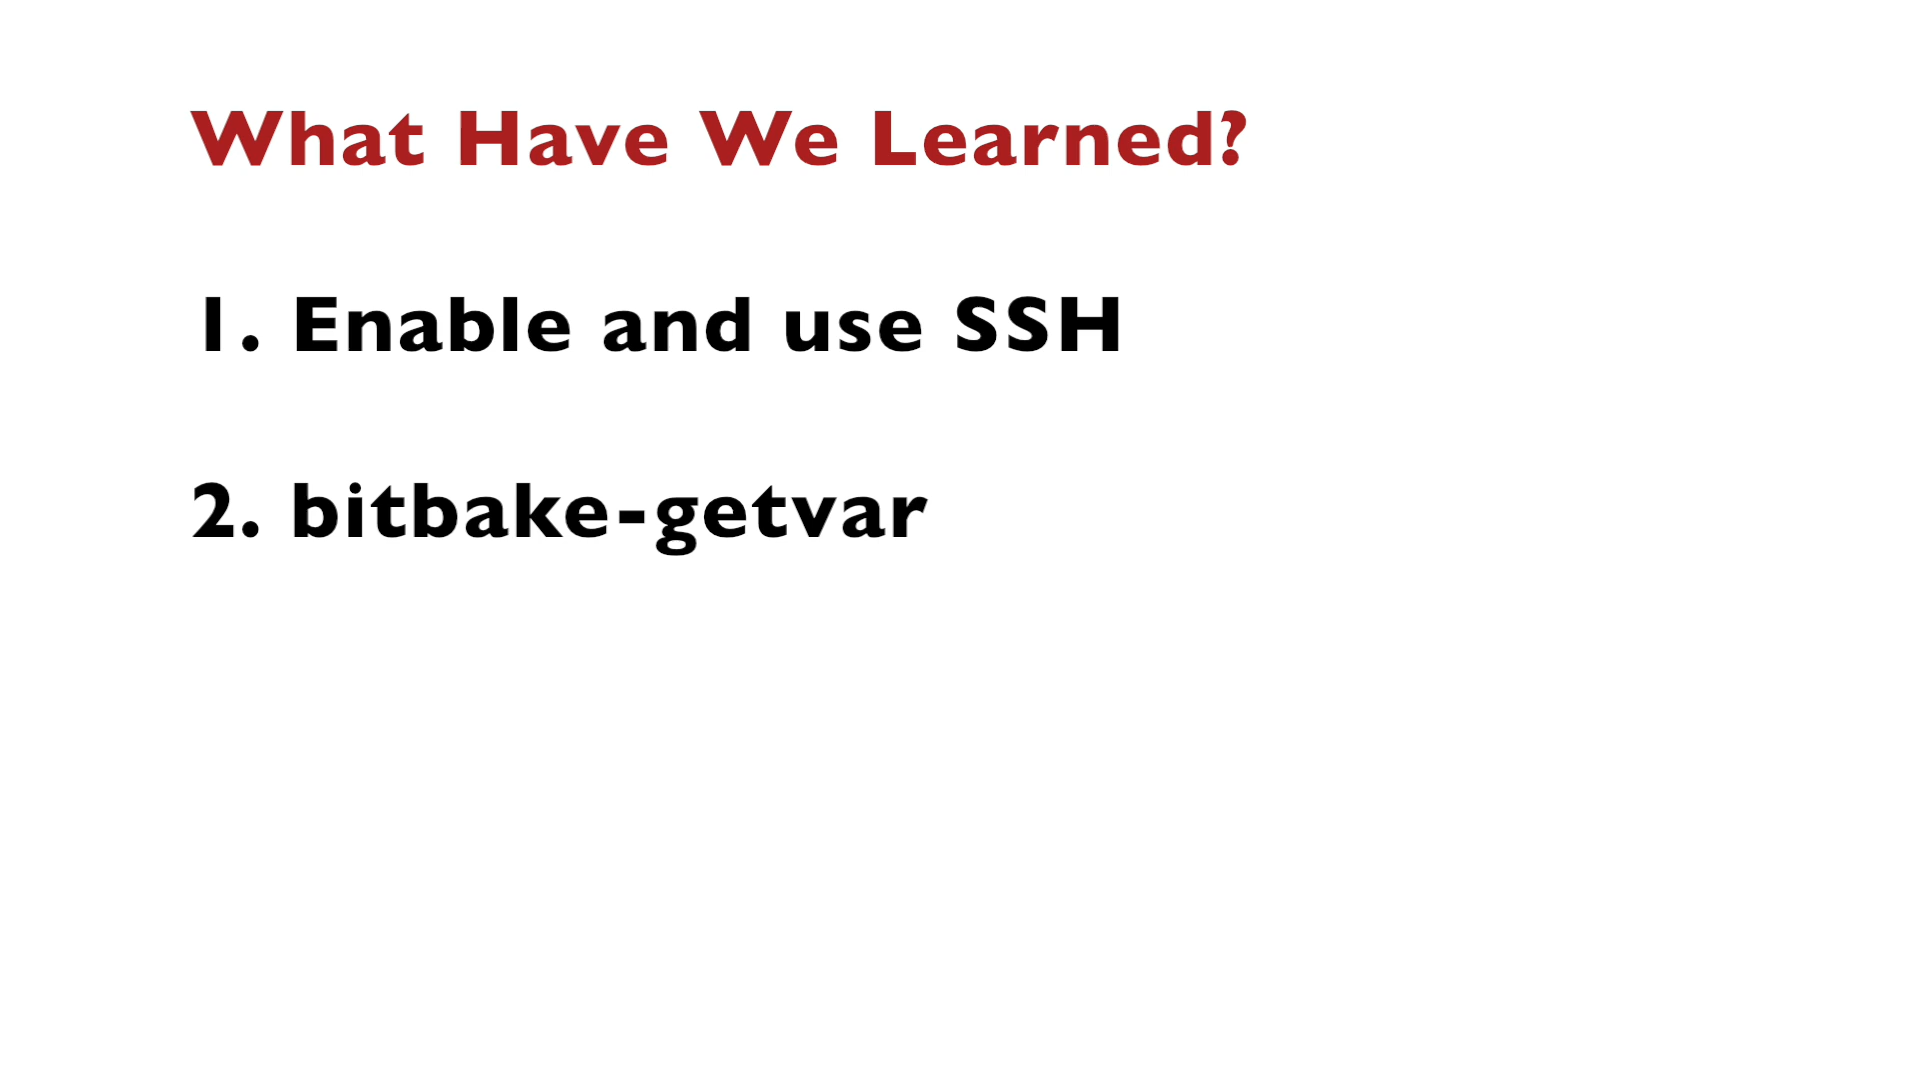 What Have We Learned?
1. Enable and use SSH
2. bitbake-getvar